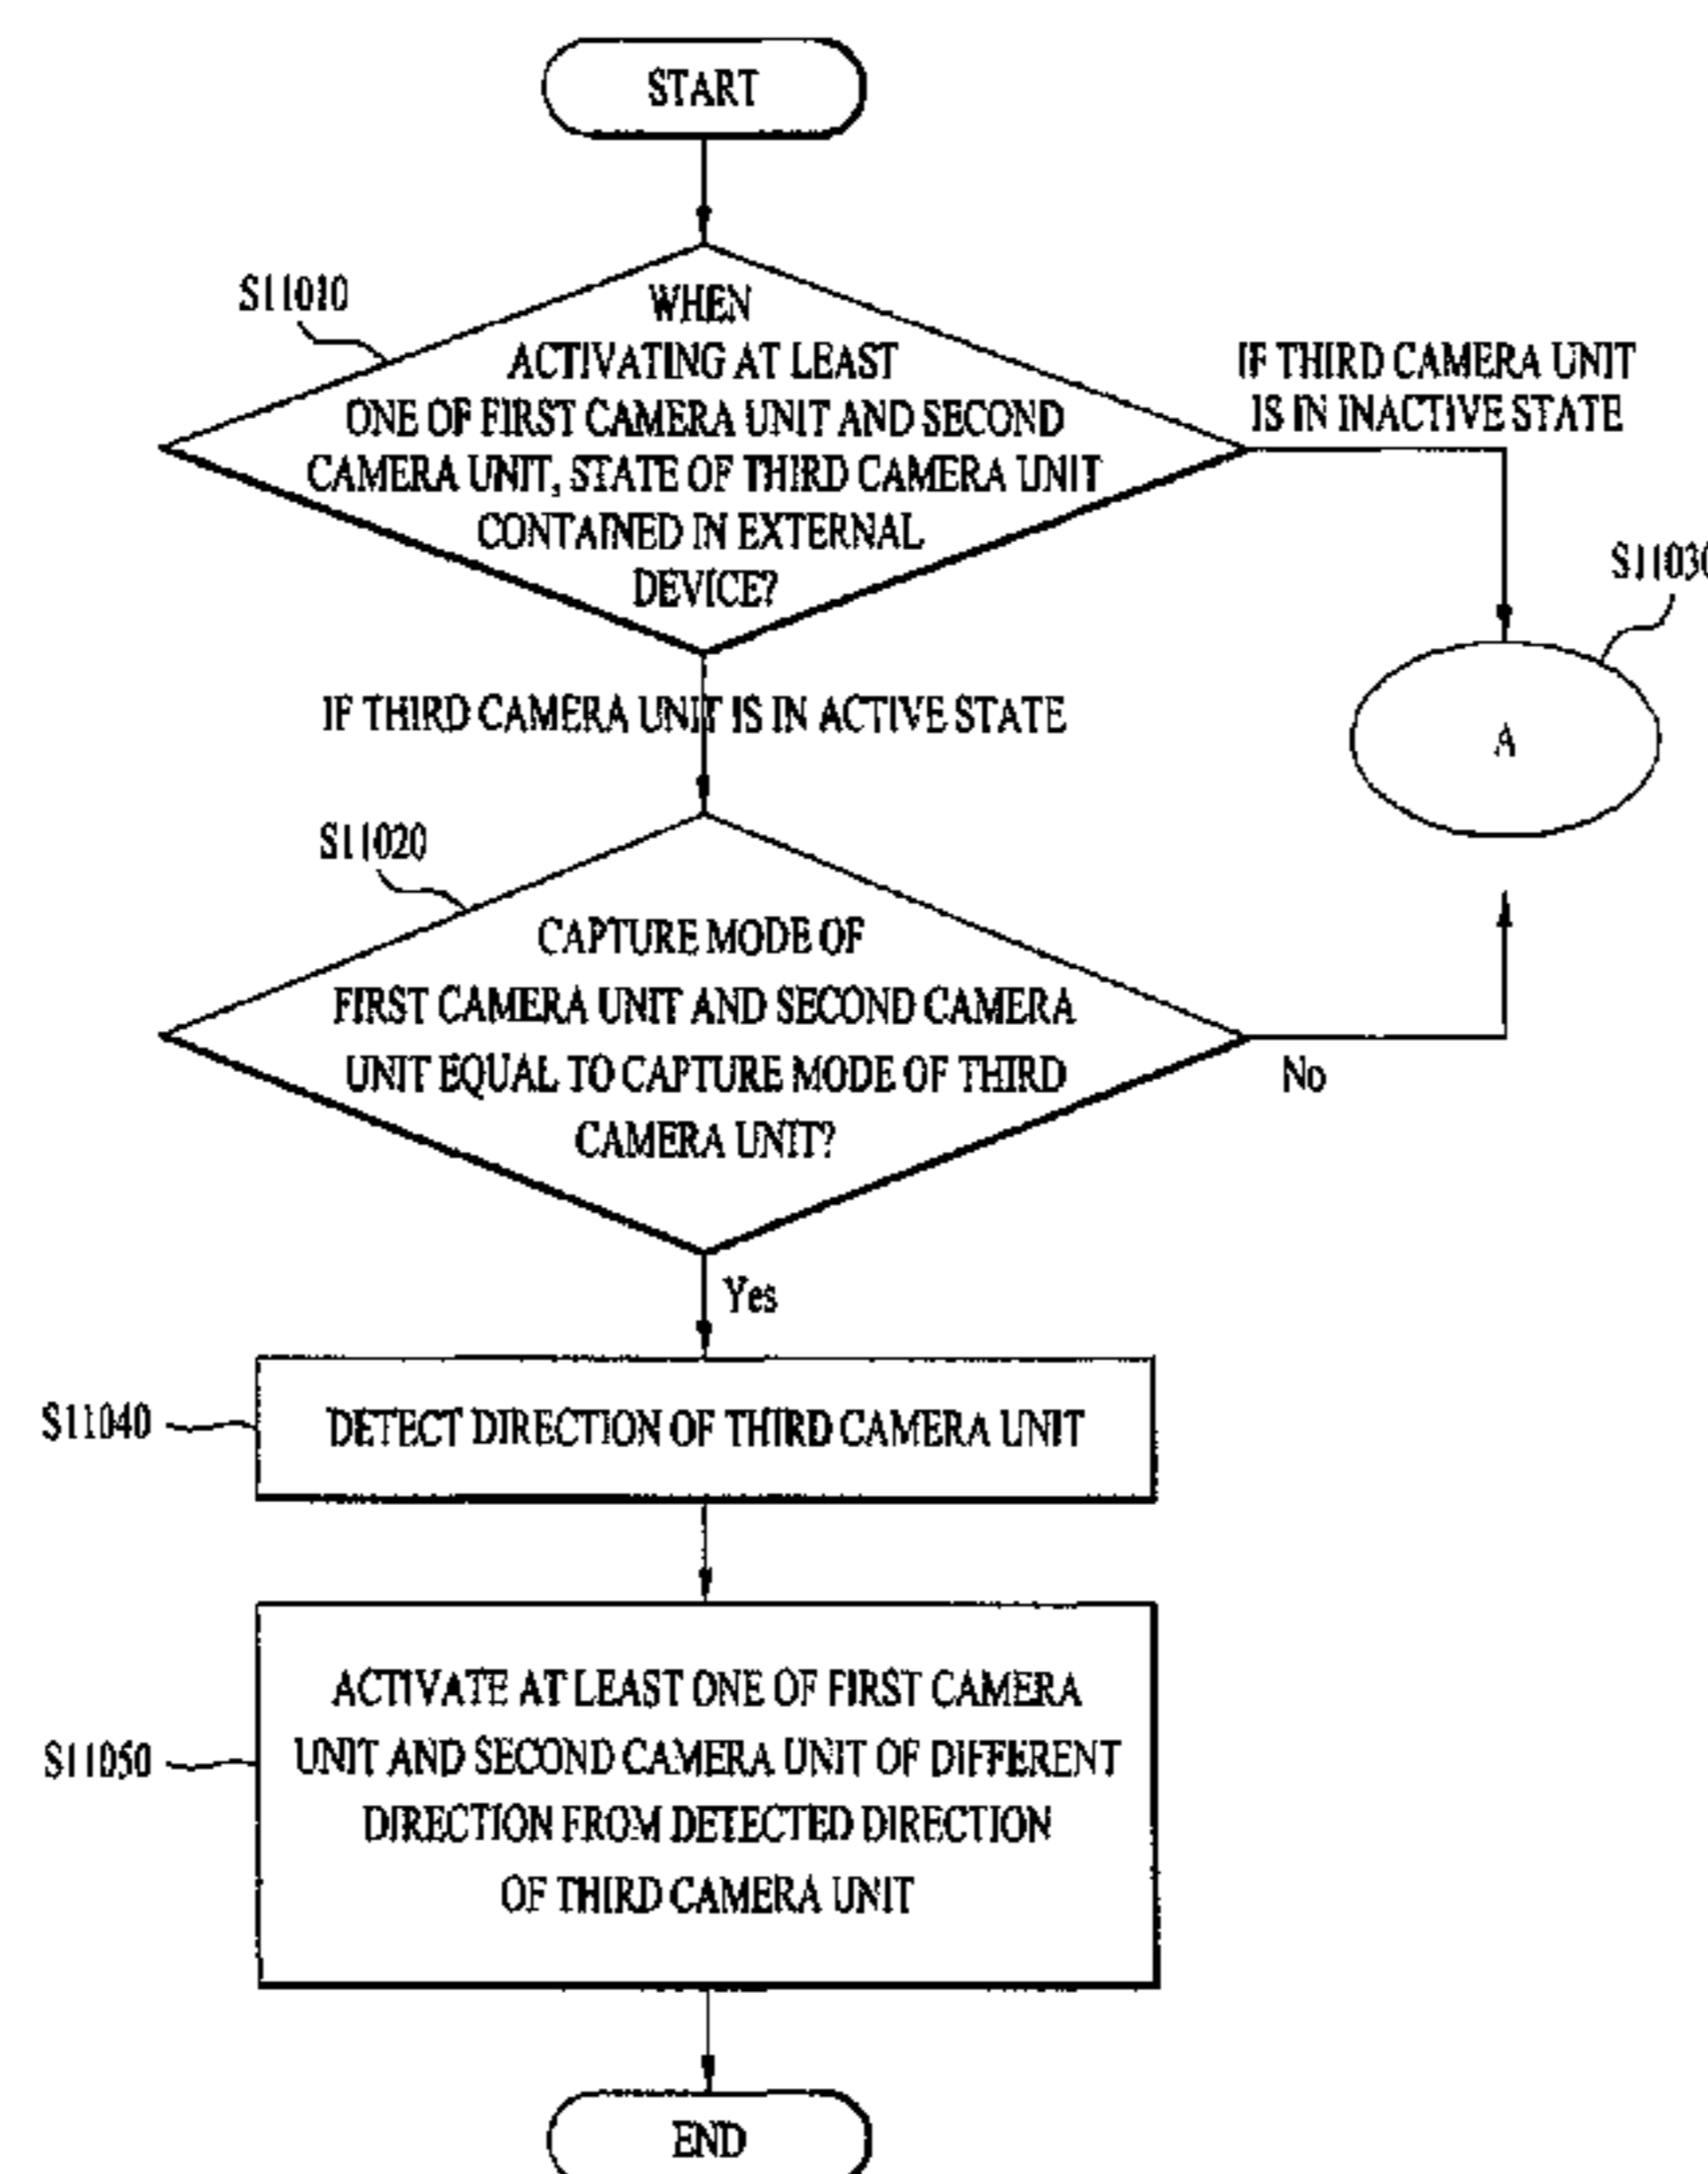 START
S11010
WHEN
ACTIVATING AT LEAST
ONE OF FIRST CAMERA UNIT AND SECOND
CAMERA UNIT, STATE OF THIRD CAMERA UNIT
CONTAINED IN EXTERNAL
DEVICE?
IF THIRD CAMERA UNIT
IS IN INACTIVE STATE
S11030
A
IF THIRD CAMERA UNIT IS IN ACTIVE STATE
S11020
CAPTURE MODE OF
FIRST CAMERA UNIT AND SECOND CAMERA
UNIT EQUAL TO CAPTURE MODE OF THIRD
CAMERA UNIT?
No
Yes
S11040
DETECT DIRECTION OF THIRD CAMERA UNIT
S11050
ACTIVATE AT LEAST ONE OF FIRST CAMERA
UNIT AND SECOND CAMERA UNIT OF DIFFERENT
DIRECTION FROM DETECTED DIRECTION
OF THIRD CAMERA UNIT
END